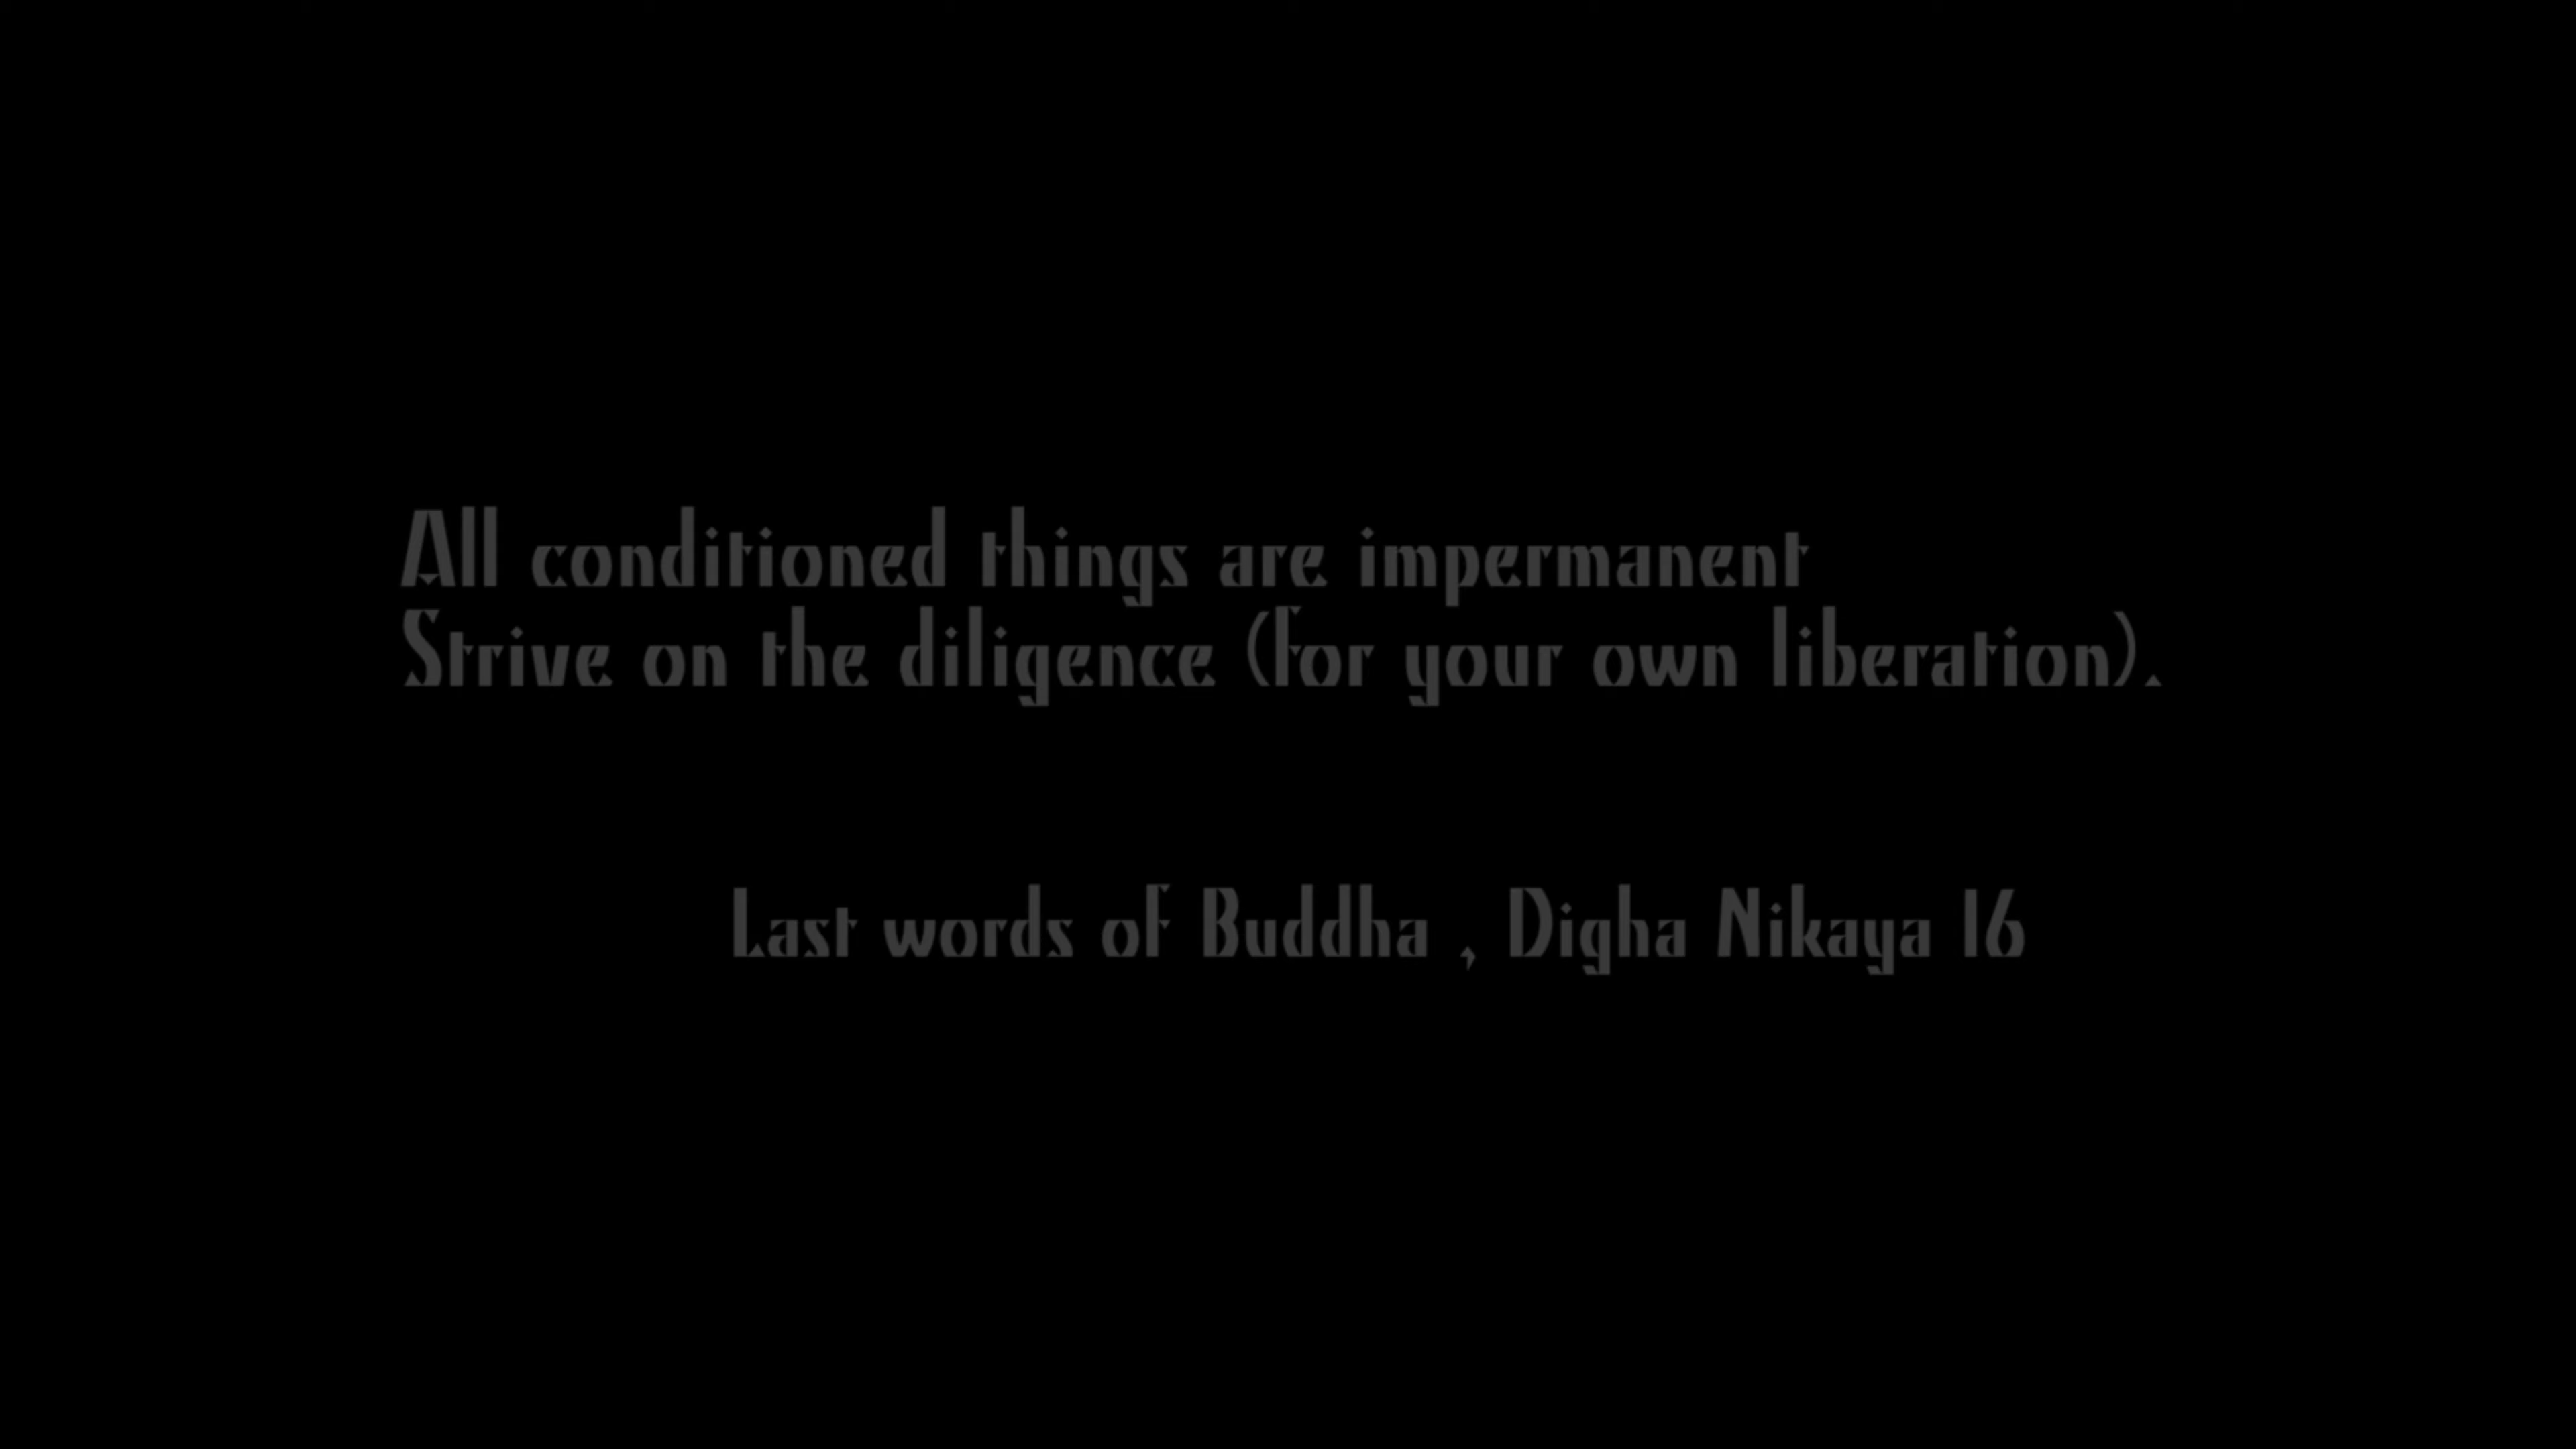 All conditioned things are impermanent
Strive on the diligence (for your own liberation).
Last words of Buddha , Digha Nikaya 16